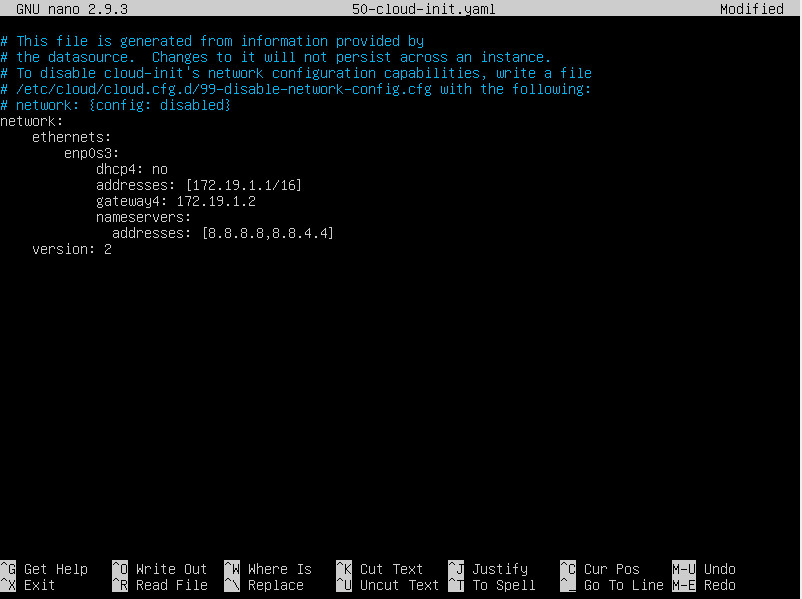 GNU nano 2.9.3 50-cloud-init.yaml Modified
# This file is generated from information provided by
# the datasource.  Changes to it will not persist across an instance.
# To disable cloud-init's network configuration capabilities, write a file
# /etc/cloud/cloud.cfg.d/99-disable-network-config.cfg with the following:
# network: {config: disabled}
network:
    ethernets:
        enp0s3:
            dhcp4: no
            addresses: [172.19.1.1/16]
            gateway4: 172.19.1.2
            nameservers:
              addresses: [8.8.8.8,8.8.4.4]
    version: 2
^G Get Help ^O Write Out ^W Where Is ^K Cut Text ^J Justify ^C Cur Pos M-U Undo
^X Exit ^R Read File ^\ Replace ^U Uncut Text ^T To Spell ^_ Go To Line M-E Redo